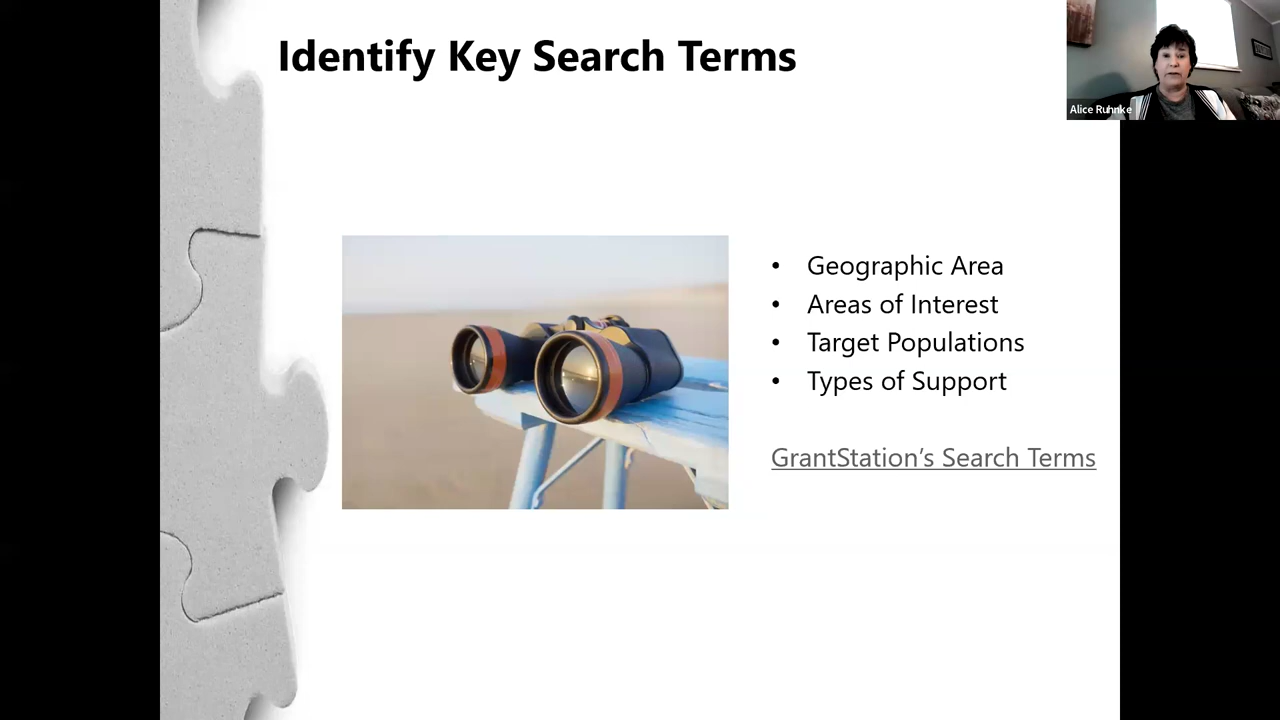 Identify Key Search Terms
Alice Ruhnke
• Geographic Area
• Areas of Interest
• Target Populations
• Types of Support
GrantStation’s Search Terms